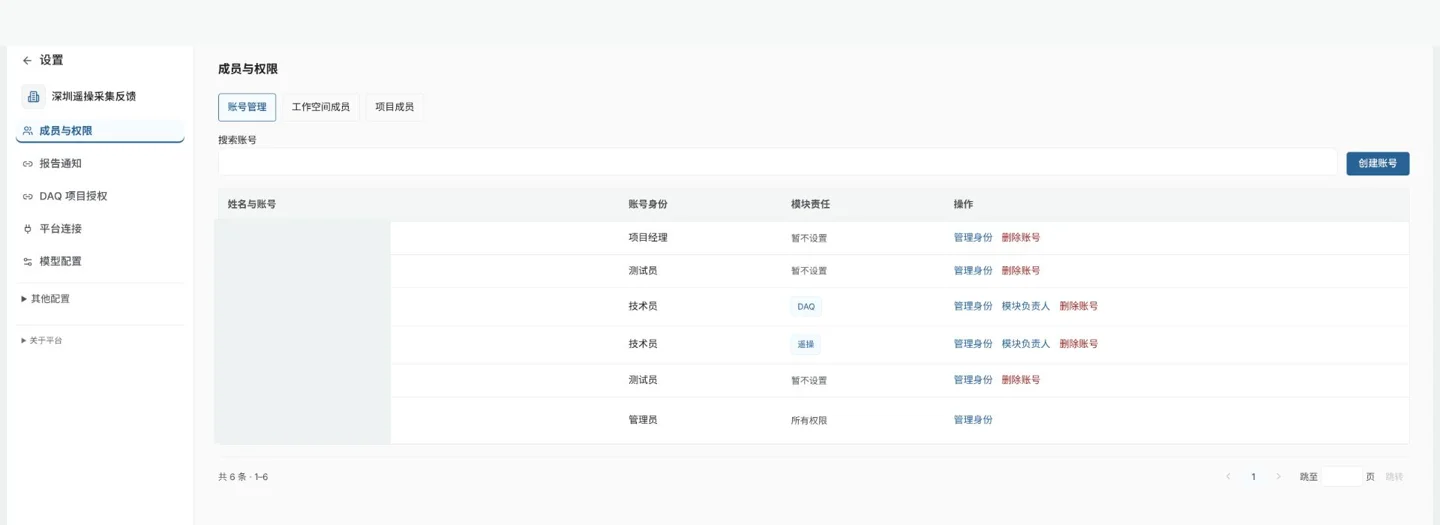 设置
深圳遥操采集反馈
成员与权限
报告通知
DAQ 项目授权
平台连接
模型配置
其他配置
关于平台
成员与权限
账号管理 工作空间成员 项目成员
搜索账号
创建账号
姓名与账号 账号身份 模块责任 操作
项目经理 暂不设置 管理身份 删除账号
测试员 暂不设置 管理身份 删除账号
技术员 DAQ 管理身份 模块负责人 删除账号
技术员 遥操 管理身份 模块负责人 删除账号
测试员 暂不设置 管理身份 删除账号
管理员 所有权限 管理身份
共 6 条 · 1–6 1 跳至 页 跳转